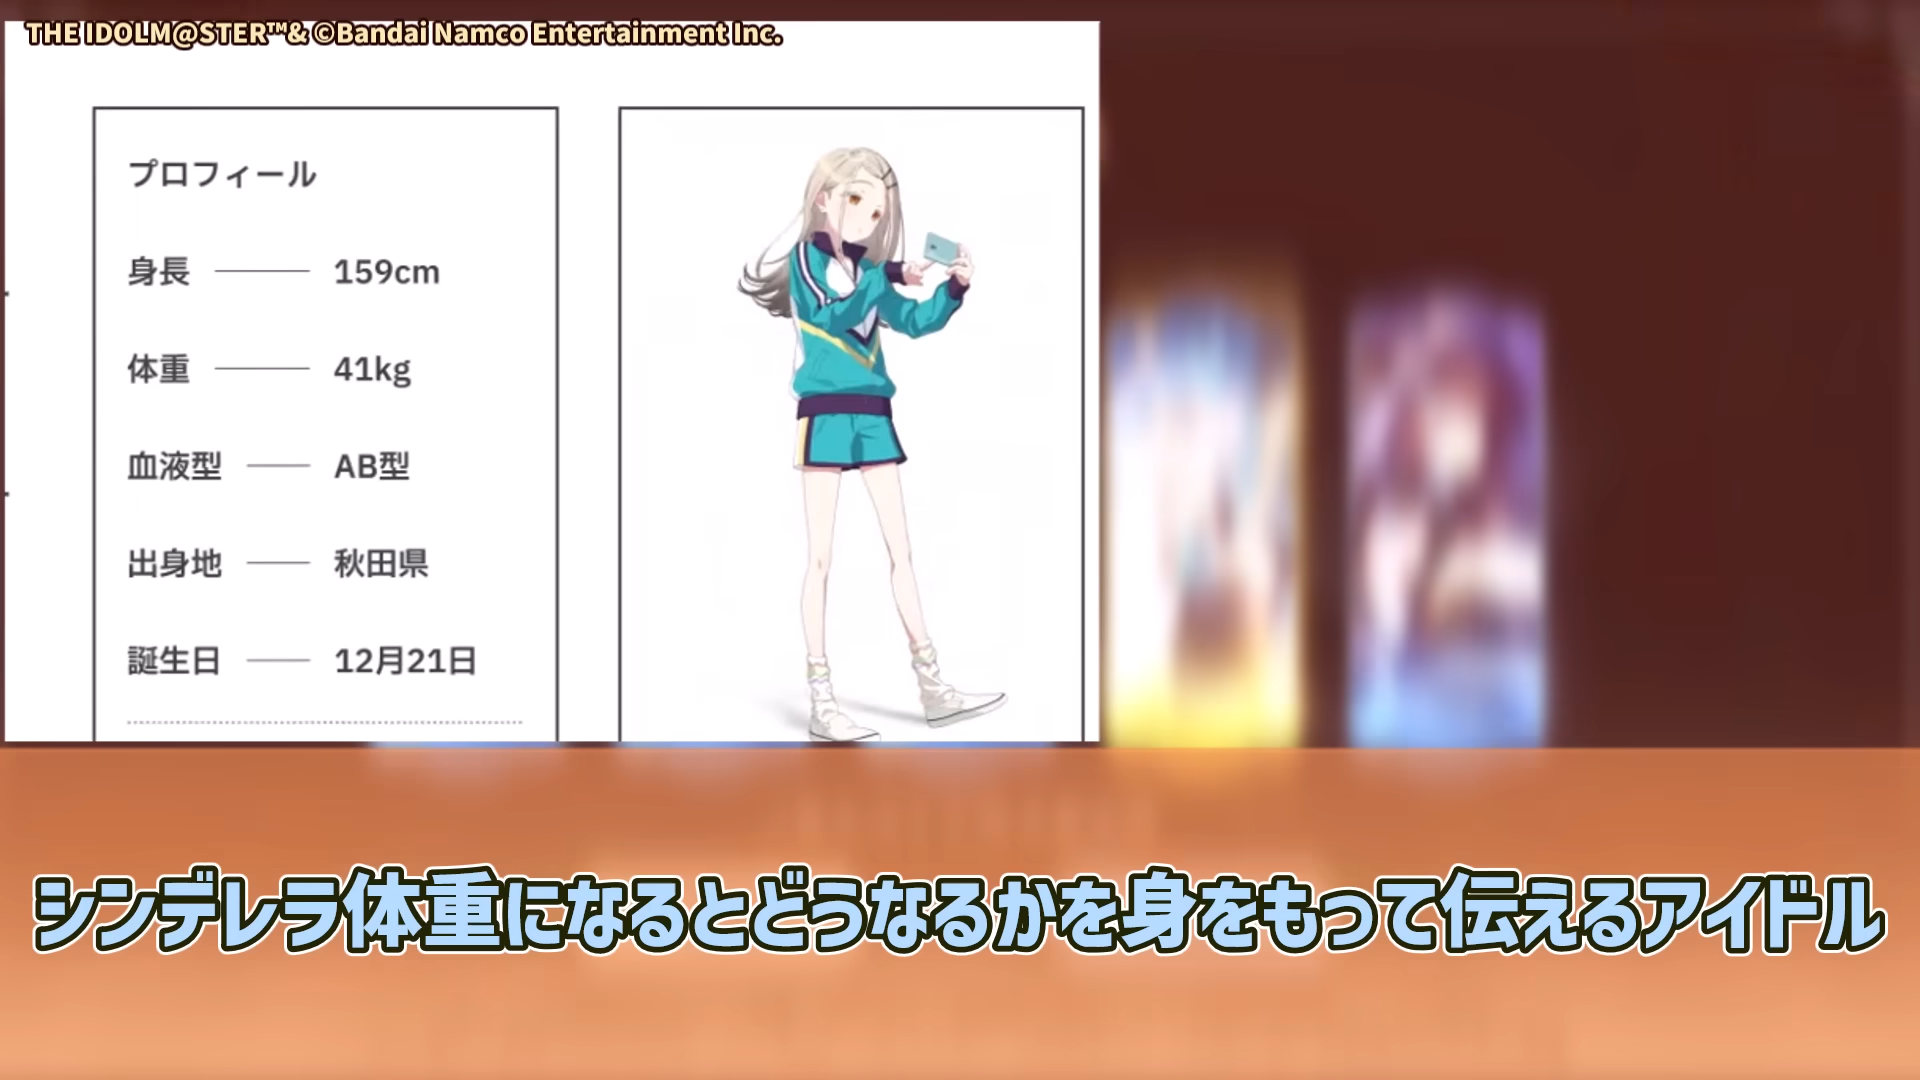 THE IDOLM@STER™& ©Bandai Namco Entertainment Inc.
プロフィール
身長 159cm
体重 41kg
血液型 AB型
出身地 秋田県
誕生日 12月21日
シンデレラ体重になるとどうなるかを身をもって伝えるアイドル